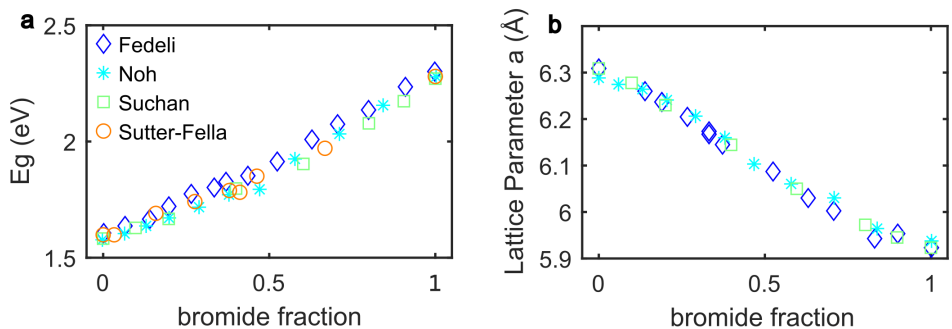 a
2.5
2
1.5
Eg (eV)
Fedeli
Noh
Suchan
Sutter-Fella
0
0.5
1
bromide fraction
b
6.3
6.2
6.1
6
5.9
Lattice Parameter a (Å)
0
0.5
1
bromide fraction